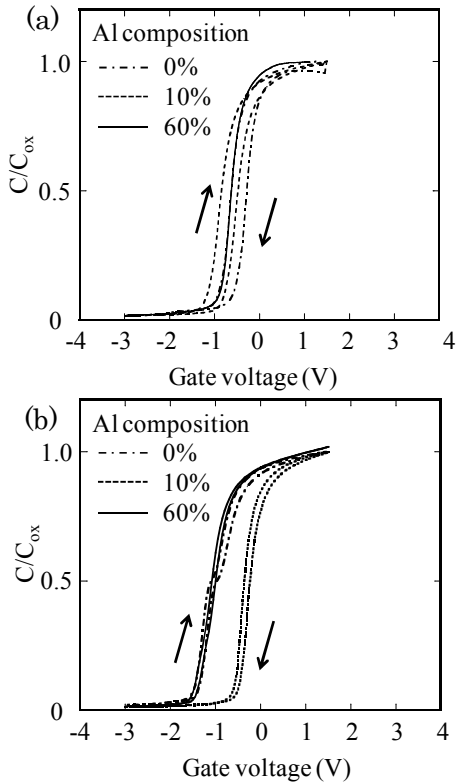 (a)
Al composition
0%
10%
60%
1.0
0.5
0
C/Cox
-4 -3 -2 -1 0 1 2 3 4
Gate voltage (V)
(b)
Al composition
0%
10%
60%
1.0
0.5
0
C/Cox
-4 -3 -2 -1 0 1 2 3 4
Gate voltage (V)